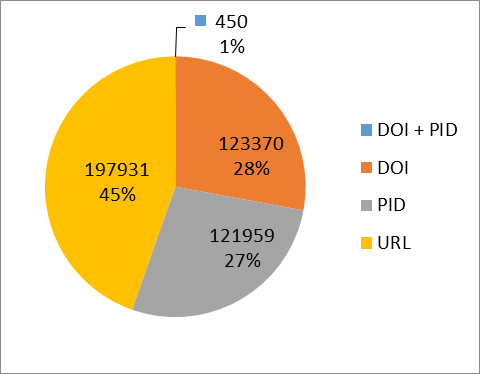 450
1%
123370
28%
197931
45%
121959
27%
DOI + PID
DOI
PID
URL